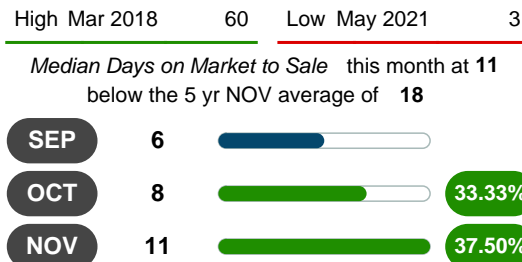 High Mar 2018 60 Low May 2021 3
Median Days on Market to Sale this month at 11
below the 5 yr NOV average of 18
SEP 6
OCT 8 33.33%
NOV 11 37.50%